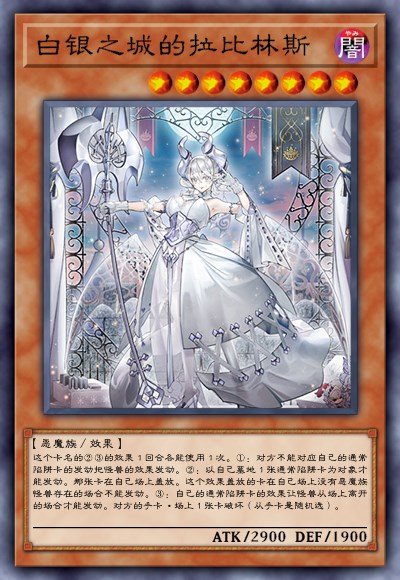 白银之城的拉比林斯
やみ
闇
【恶魔族／效果】
这个卡名的②③的效果1回合各能使用1次。①：对方不能对应自己的通常
陷阱卡的发动把怪兽的效果发动。②：以自己墓地1张通常陷阱卡为对象才
能发动。那张卡在自己场上盖放。这个效果盖放的卡在自己场上没有恶魔族
怪兽存在的场合不能发动。③：自己的通常陷阱卡的效果让怪兽从场上离开
的场合才能发动。对方的手卡·场上1张卡破坏（从手卡是随机选）。
ATK/2900 DEF/1900